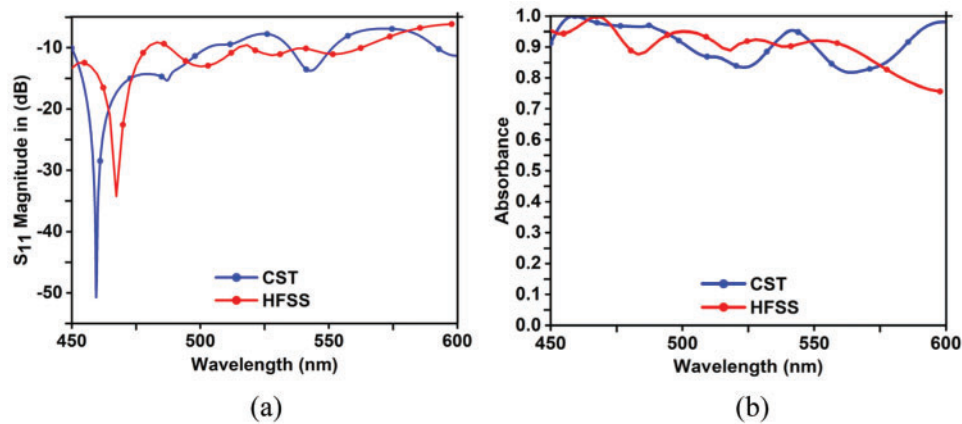 S11 Magnitude in (dB)
-10
-20
-30
-40
-50
CST
HFSS
450
500
550
600
Wavelength (nm)
(a)
Absorbance
1.0
0.9
0.8
0.7
0.6
0.5
0.4
0.3
0.2
0.1
0.0
CST
HFSS
450
500
550
600
Wavelength (nm)
(b)